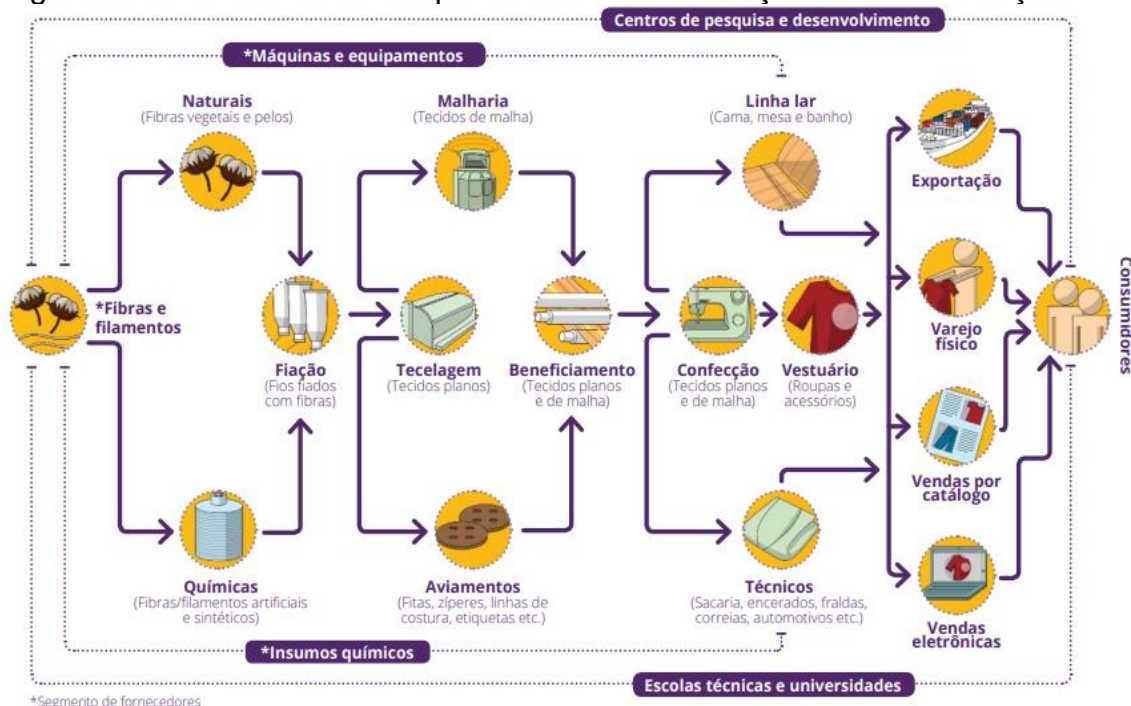 Centros de pesquisa e desenvolvimento
*Máquinas e equipamentos
Naturais
(Fibras vegetais e pelos)
Malharia
(Tecidos de malha)
Linha lar
(Cama, mesa e banho)
Exportação
*Fibras e
filamentos
Fiação
(Fios fiados
com fibras)
Tecelagem
(Tecidos planos)
Beneficiamento
(Tecidos planos
e de malha)
Confecção
(Tecidos planos
e de malha)
Vestuário
(Roupas e
acessórios)
Varejo
físico
Consumidores
Vendas por
catálogo
Químicas
(Fibras/filamentos artificiais
e sintéticos)
Aviamentos
(Fitas, zíperes, linhas de
costura, etiquetas etc.)
Técnicos
(Sacaria, encerados, fraldas,
correias, automotivos etc.)
Vendas
eletrônicas
*Insumos químicos
Escolas técnicas e universidades
*Segmento de fornecedores